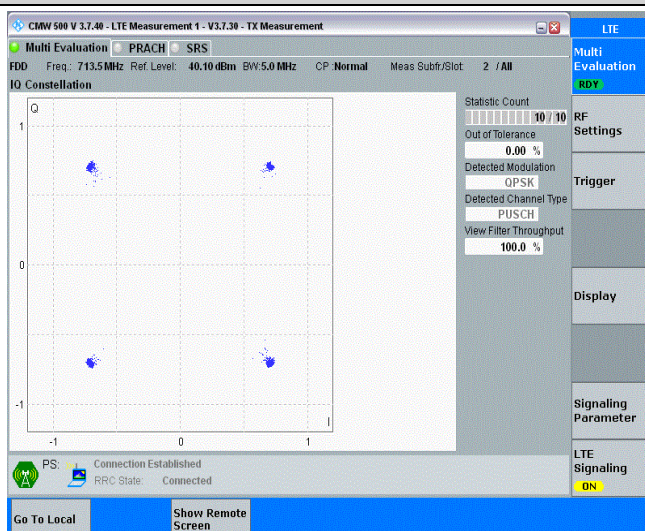 CMW 500 V 3.7.40 - LTE Measurement 1 - V3.7.30 - TX Measurement
LTE
Multi Evaluation PRACH SRS
FDD Freq.: 713.5 MHz Ref. Level: 40.10 dBm BW:5.0 MHz CP :Normal Meas Subfr./Slot: 2 / All
IQ Constellation
Q
1
0
-1
-1 0 1
I
Statistic Count
10 / 10
Out of Tolerance
0.00 %
Detected Modulation
QPSK
Detected Channel Type
PUSCH
View Filter Throughput
100.0 %
Multi
Evaluation
RDY
RF
Settings
Trigger
Display
Signaling
Parameter
LTE
Signaling
ON
PS: Connection Established
RRC State: Connected
Go To Local
Show Remote
Screen